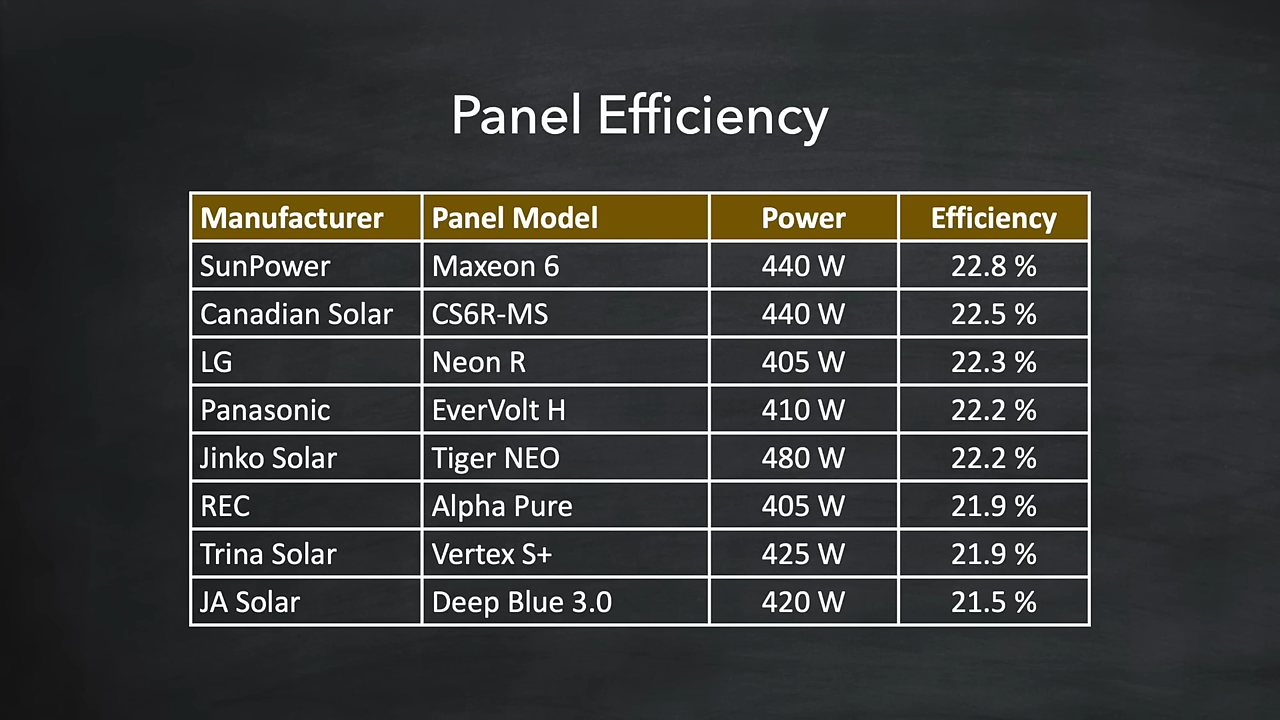 Panel Efficiency
Manufacturer Panel Model Power Efficiency
SunPower Maxeon 6 440 W 22.8 %
Canadian Solar CS6R-MS 440 W 22.5 %
LG Neon R 405 W 22.3 %
Panasonic EverVolt H 410 W 22.2 %
Jinko Solar Tiger NEO 480 W 22.2 %
REC Alpha Pure 405 W 21.9 %
Trina Solar Vertex S+ 425 W 21.9 %
JA Solar Deep Blue 3.0 420 W 21.5 %